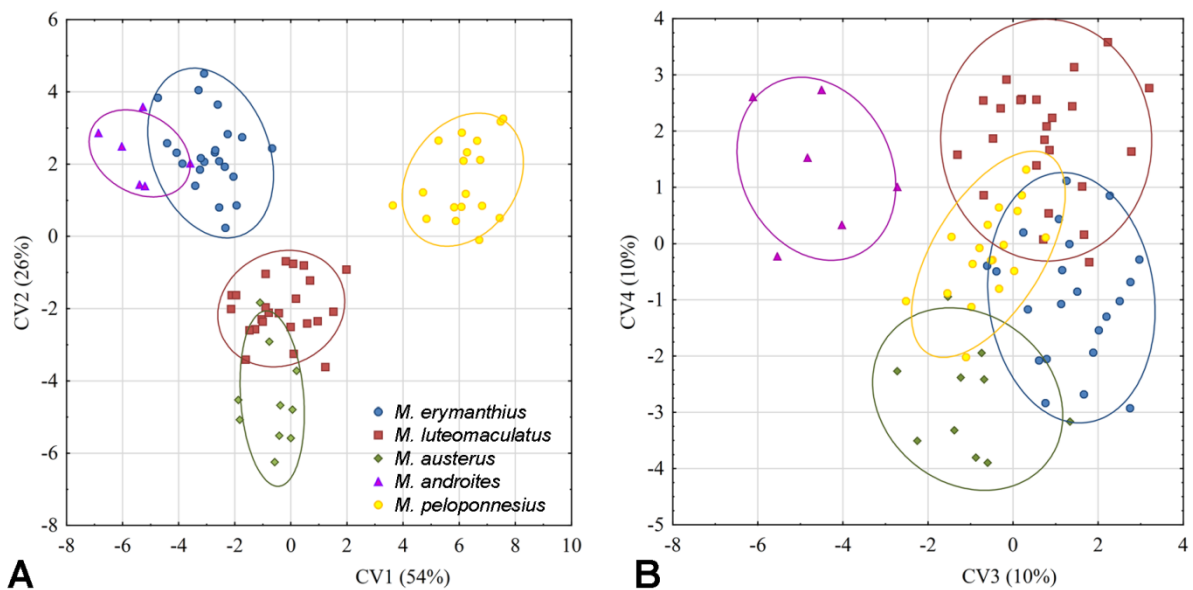 8
6
4
2
0
-2
-4
-6
-8
-8 -6 -4 -2 0 2 4 6 8 10
CV2 (26%)
CV1 (54%)
M. erymanthius
M. luteomaculatus
M. austerus
M. androites
M. peloponnesius
A
4
3
2
1
0
-1
-2
-3
-4
-5
-8 -6 -4 -2 0 2 4
CV4 (10%)
CV3 (10%)
B